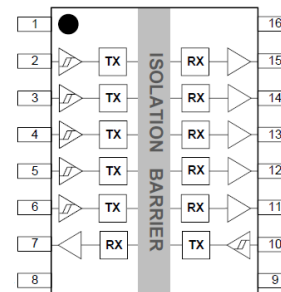 1 16
2 TX RX 15
3 TX RX 14
4 TX RX 13
5 TX RX 12
6 TX RX 11
7 RX TX 10
8 9
ISOLATION BARRIER